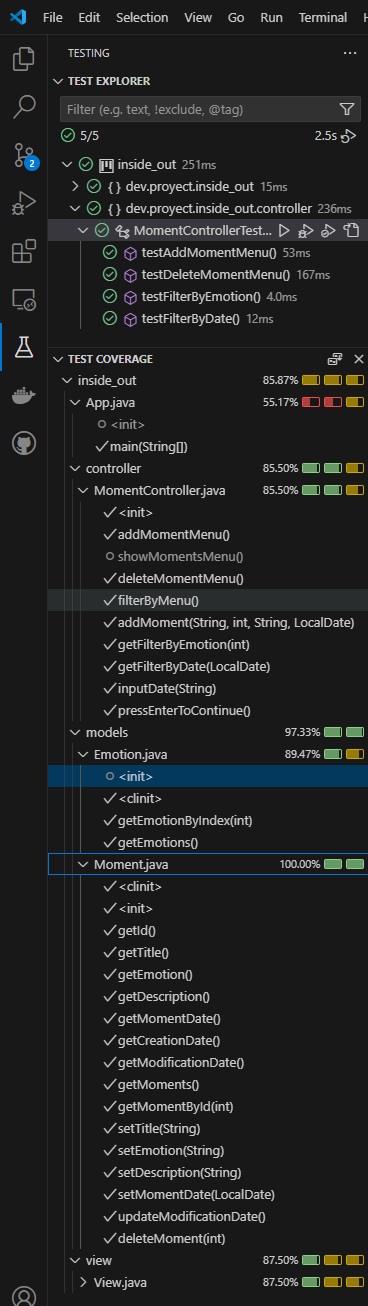 File Edit Selection View Go Run Terminal
TESTING
TEST EXPLORER
Filter (e.g. text, !exclude, @tag)
5/5 2.5s
2
inside_out 251ms
{ } dev.proyect.inside_out 15ms
{ } dev.proyect.inside_out.controller 236ms
MomentControllerTest...
testAddMomentMenu() 53ms
testDeleteMomentMenu() 167ms
testFilterByEmotion() 4.0ms
testFilterByDate() 12ms
TEST COVERAGE
inside_out 85.87%
App.java 55.17%
<init>
main(String[])
controller 85.50%
MomentController.java 85.50%
<init>
addMomentMenu()
showMomentsMenu()
deleteMomentMenu()
filterByMenu()
addMoment(String, int, String, LocalDate)
getFilterByEmotion(int)
getFilterByDate(LocalDate)
inputDate(String)
pressEnterToContinue()
models 97.33%
Emotion.java 89.47%
<init>
<clinit>
getEmotionByIndex(int)
getEmotions()
Moment.java 100.00%
<clinit>
<init>
getId()
getTitle()
getEmotion()
getDescription()
getMomentDate()
getCreationDate()
getModificationDate()
getMoments()
getMomentById(int)
setTitle(String)
setEmotion(String)
setDescription(String)
setMomentDate(LocalDate)
updateModificationDate()
deleteMoment(int)
view 87.50%
View.java 87.50%